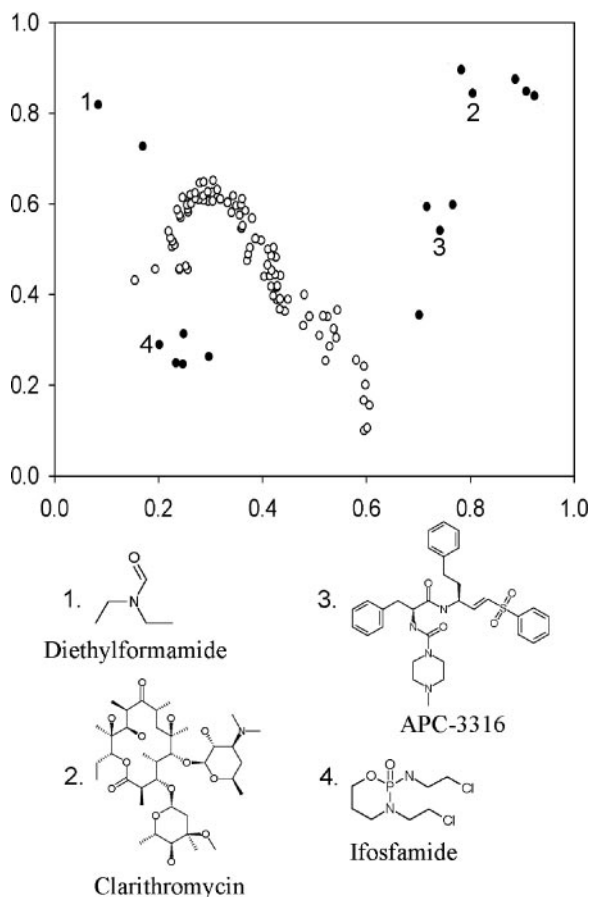 1.0
0.8
0.6
0.4
0.2
0.0
1
2
3
4
0.0 0.2 0.4 0.6 0.8 1.0
1.
O
N
Diethylformamide
3.
O
N
S
O
O
N
O
N
N
APC-3316
2.
O
O
O
O
O
O
O
O
N
O
O
O
O
Clarithromycin
4.
O
O
P
N
Cl
N
Cl
Ifosfamide